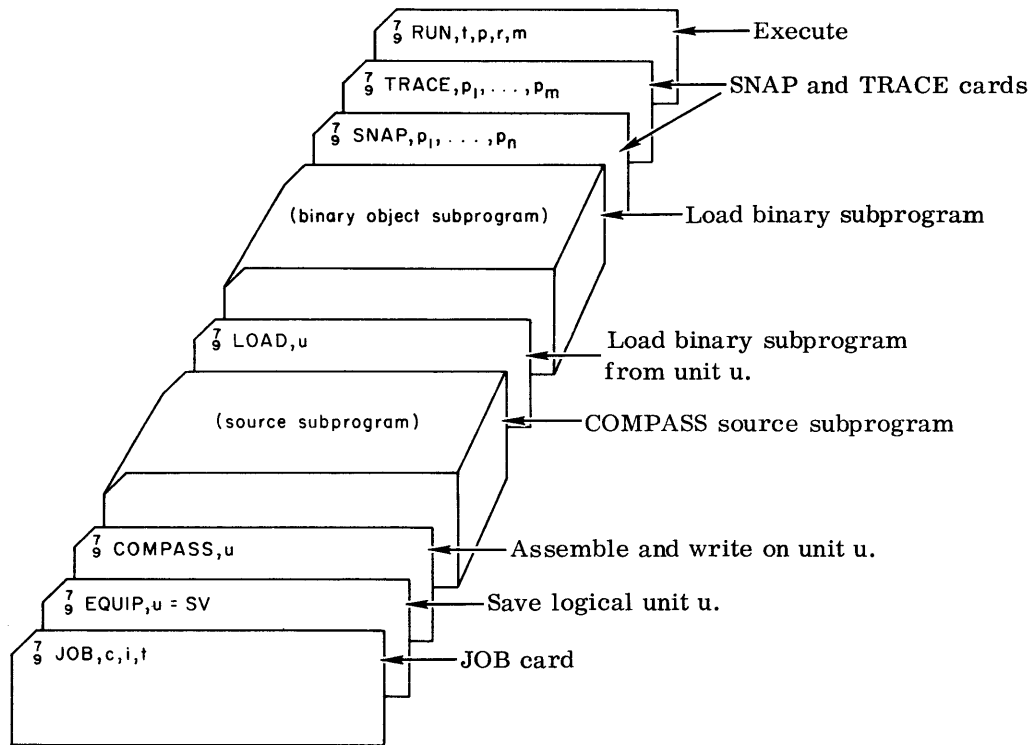 7/9 RUN,t,p,r,m
Execute
7/9 TRACE,p₁,...,pₘ
SNAP and TRACE cards
7/9 SNAP,p₁,...,pₙ
(binary object subprogram)
Load binary subprogram
7/9 LOAD,u
Load binary subprogram
from unit u.
(source subprogram)
COMPASS source subprogram
7/9 COMPASS,u
Assemble and write on unit u.
7/9 EQUIP,u = SV
Save logical unit u.
7/9 JOB,c,i,t
JOB card